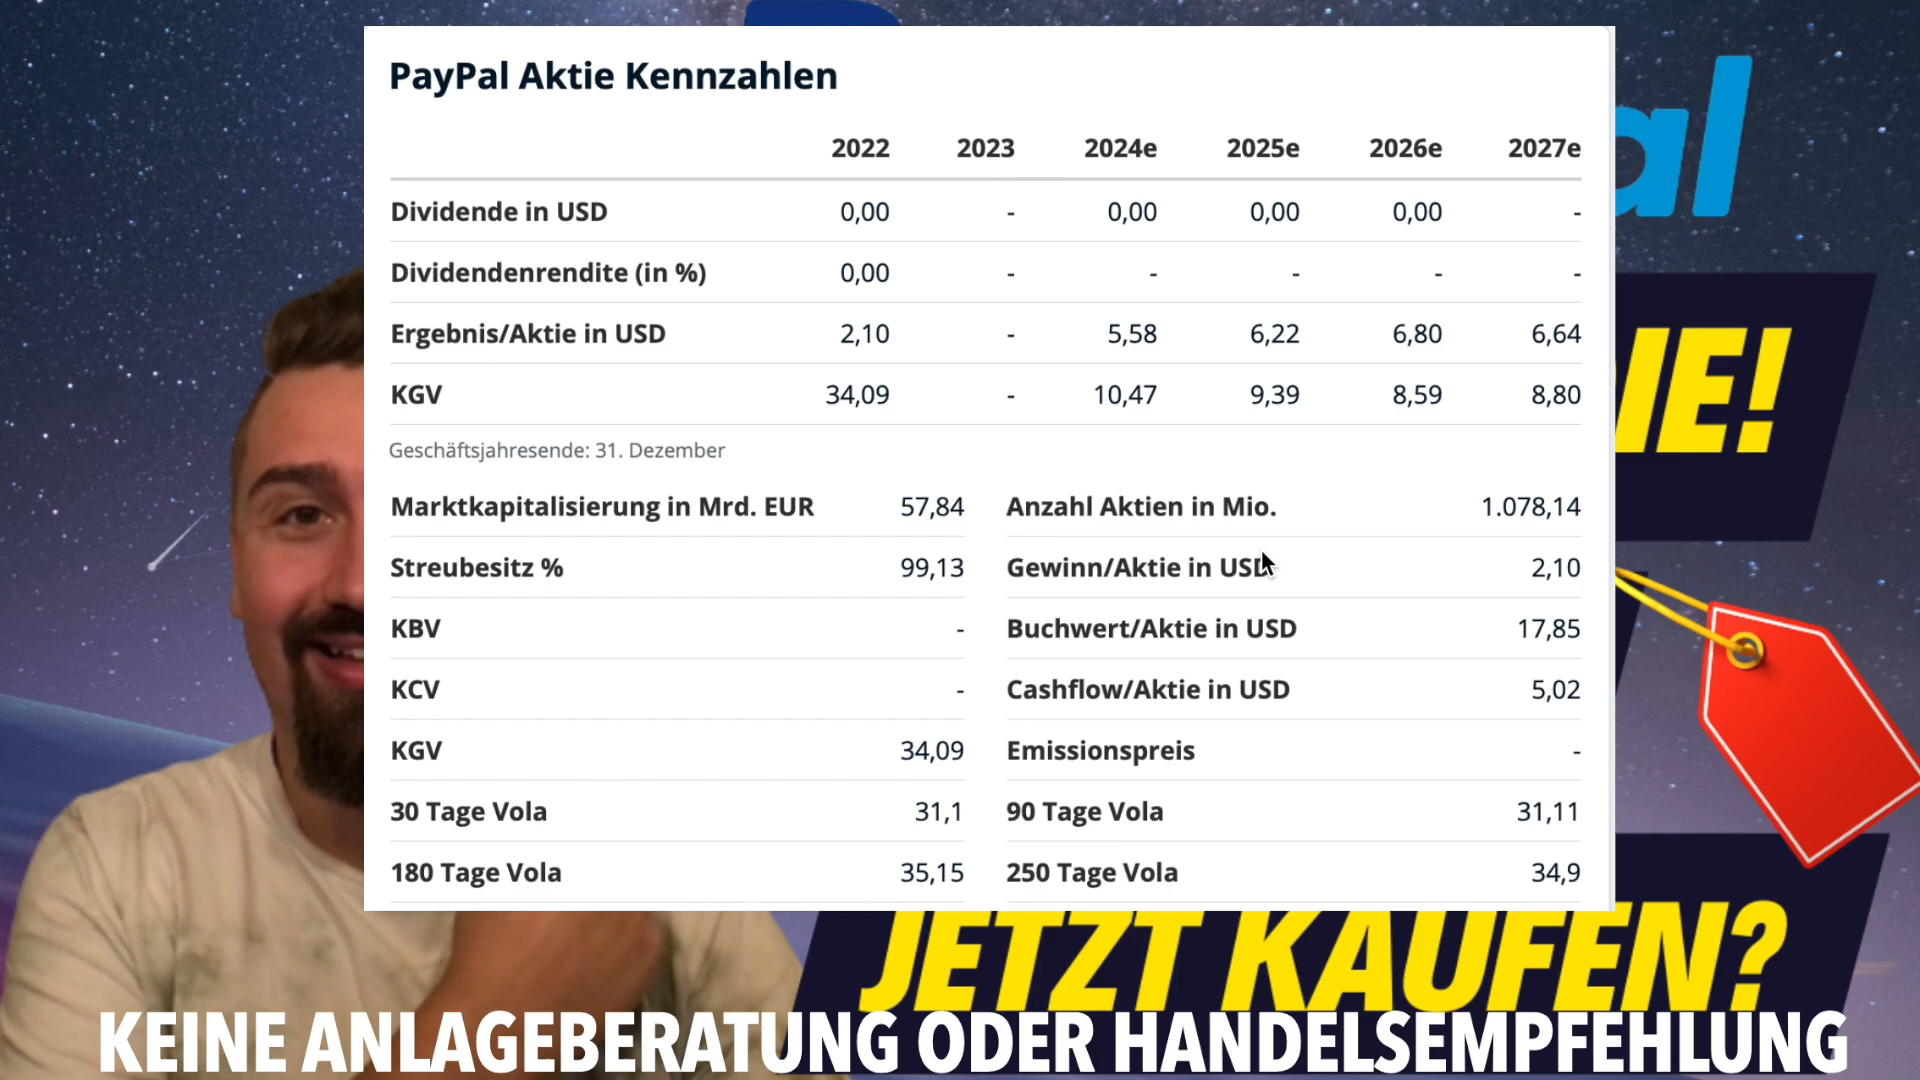 PayPal Aktie Kennzahlen
2022 2023 2024e 2025e 2026e 2027e
Dividende in USD 0,00 - 0,00 0,00 0,00 -
Dividendenrendite (in %) 0,00 - - - - -
Ergebnis/Aktie in USD 2,10 - 5,58 6,22 6,80 6,64
KGV 34,09 - 10,47 9,39 8,59 8,80
Geschäftsjahresende: 31. Dezember
Marktkapitalisierung in Mrd. EUR 57,84 Anzahl Aktien in Mio. 1.078,14
Streubesitz % 99,13 Gewinn/Aktie in USD 2,10
KBV - Buchwert/Aktie in USD 17,85
KCV - Cashflow/Aktie in USD 5,02
KGV 34,09 Emissionspreis -
30 Tage Vola 31,1 90 Tage Vola 31,11
180 Tage Vola 35,15 250 Tage Vola 34,9
al
IE!
JETZT KAUFEN?
KEINE ANLAGEBERATUNG ODER HANDELSEMPFEHLUNG